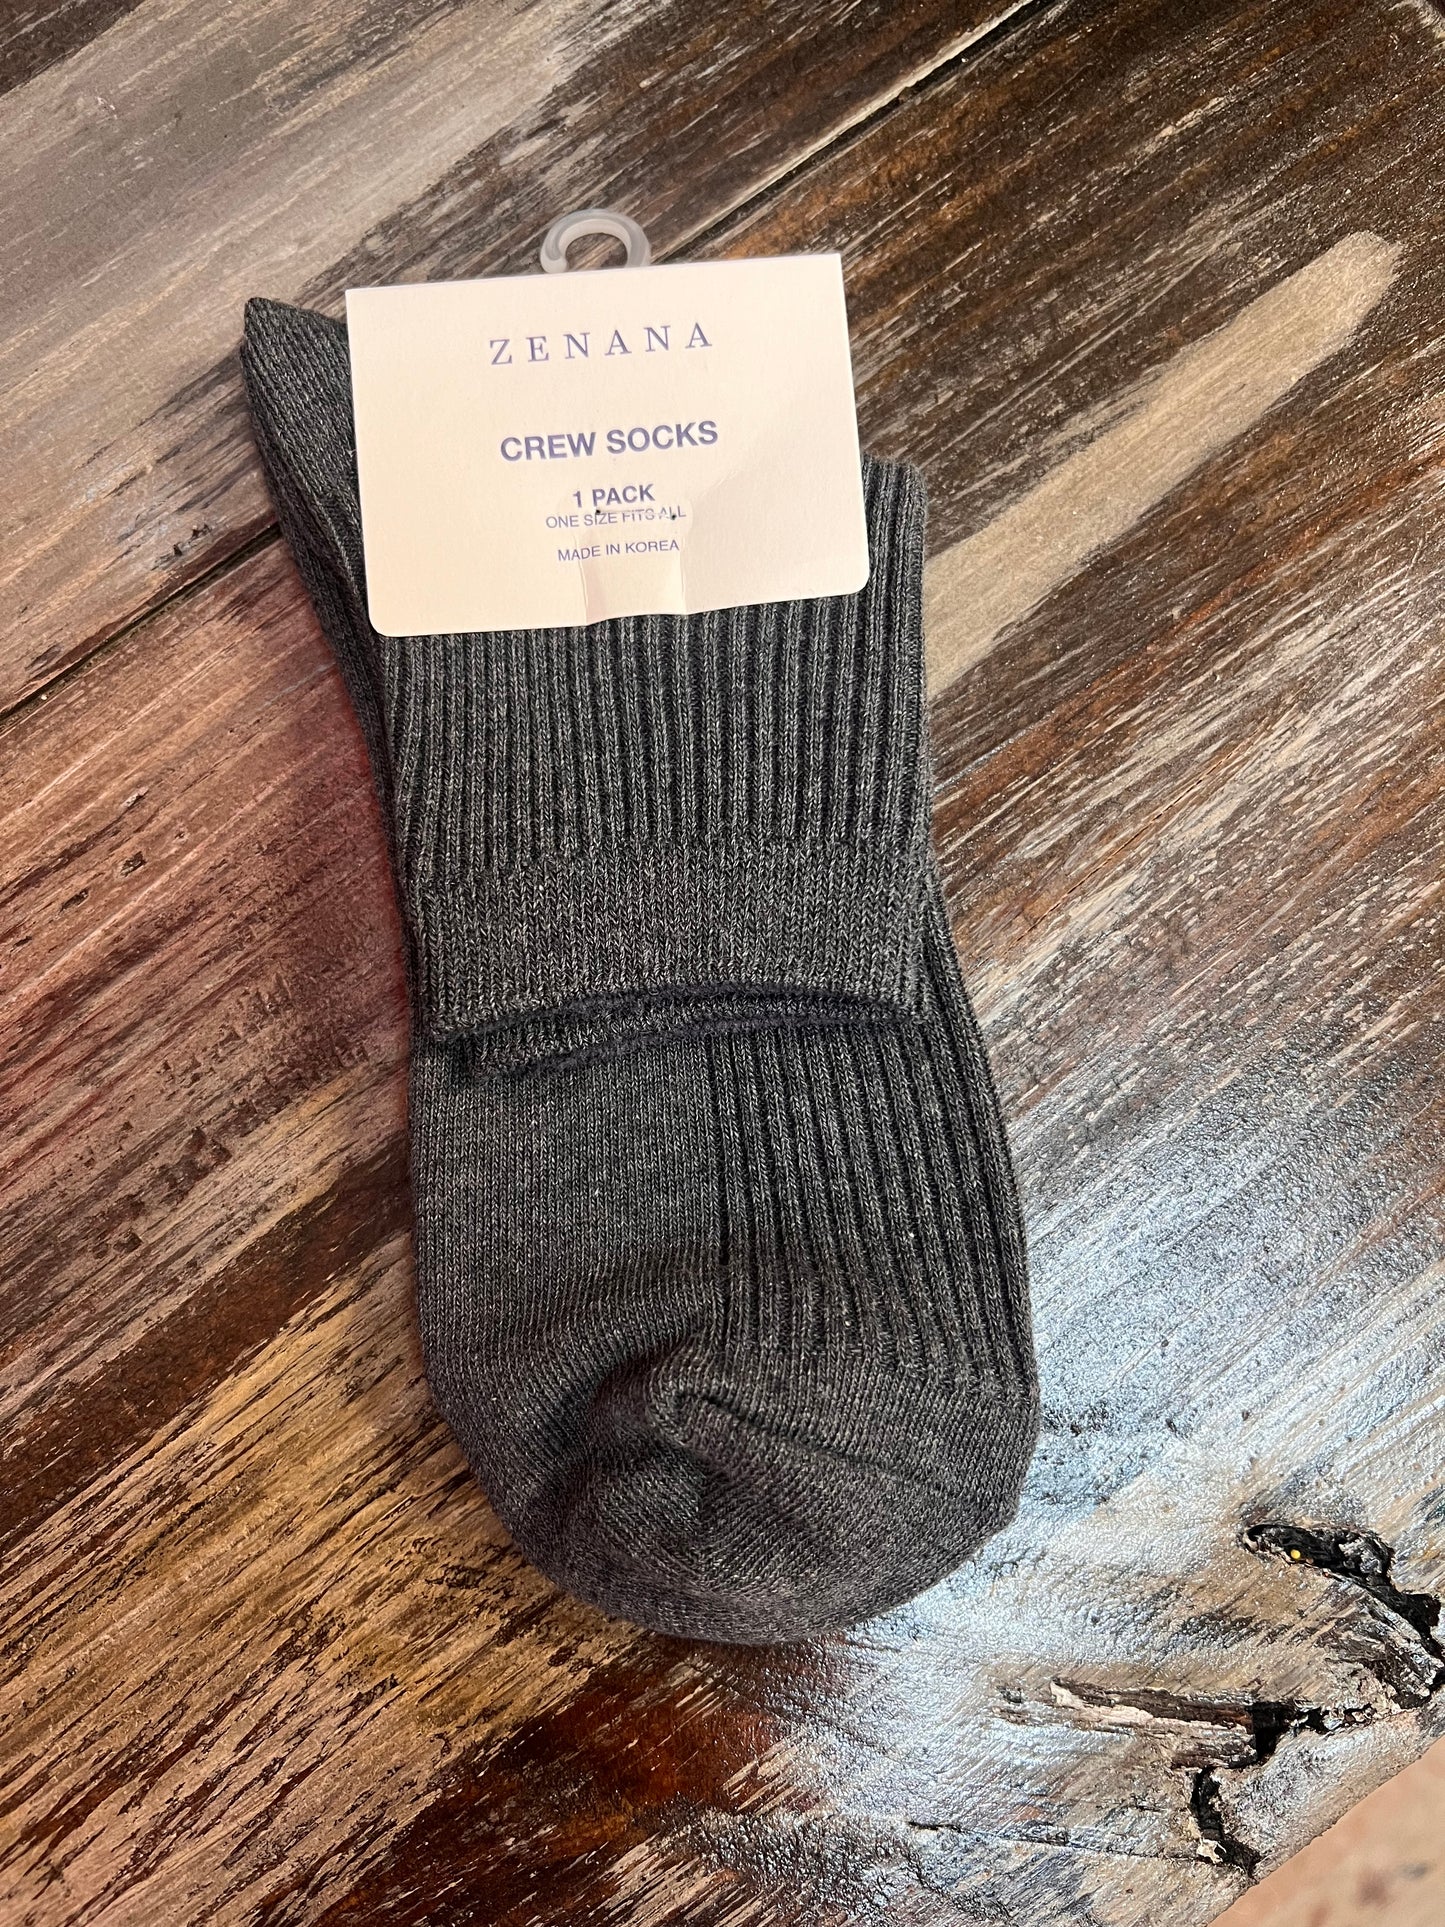 ZENANA
CREW SOCKS
1 PACK
ONE SIZE FITS ALL
MADE IN KOREA